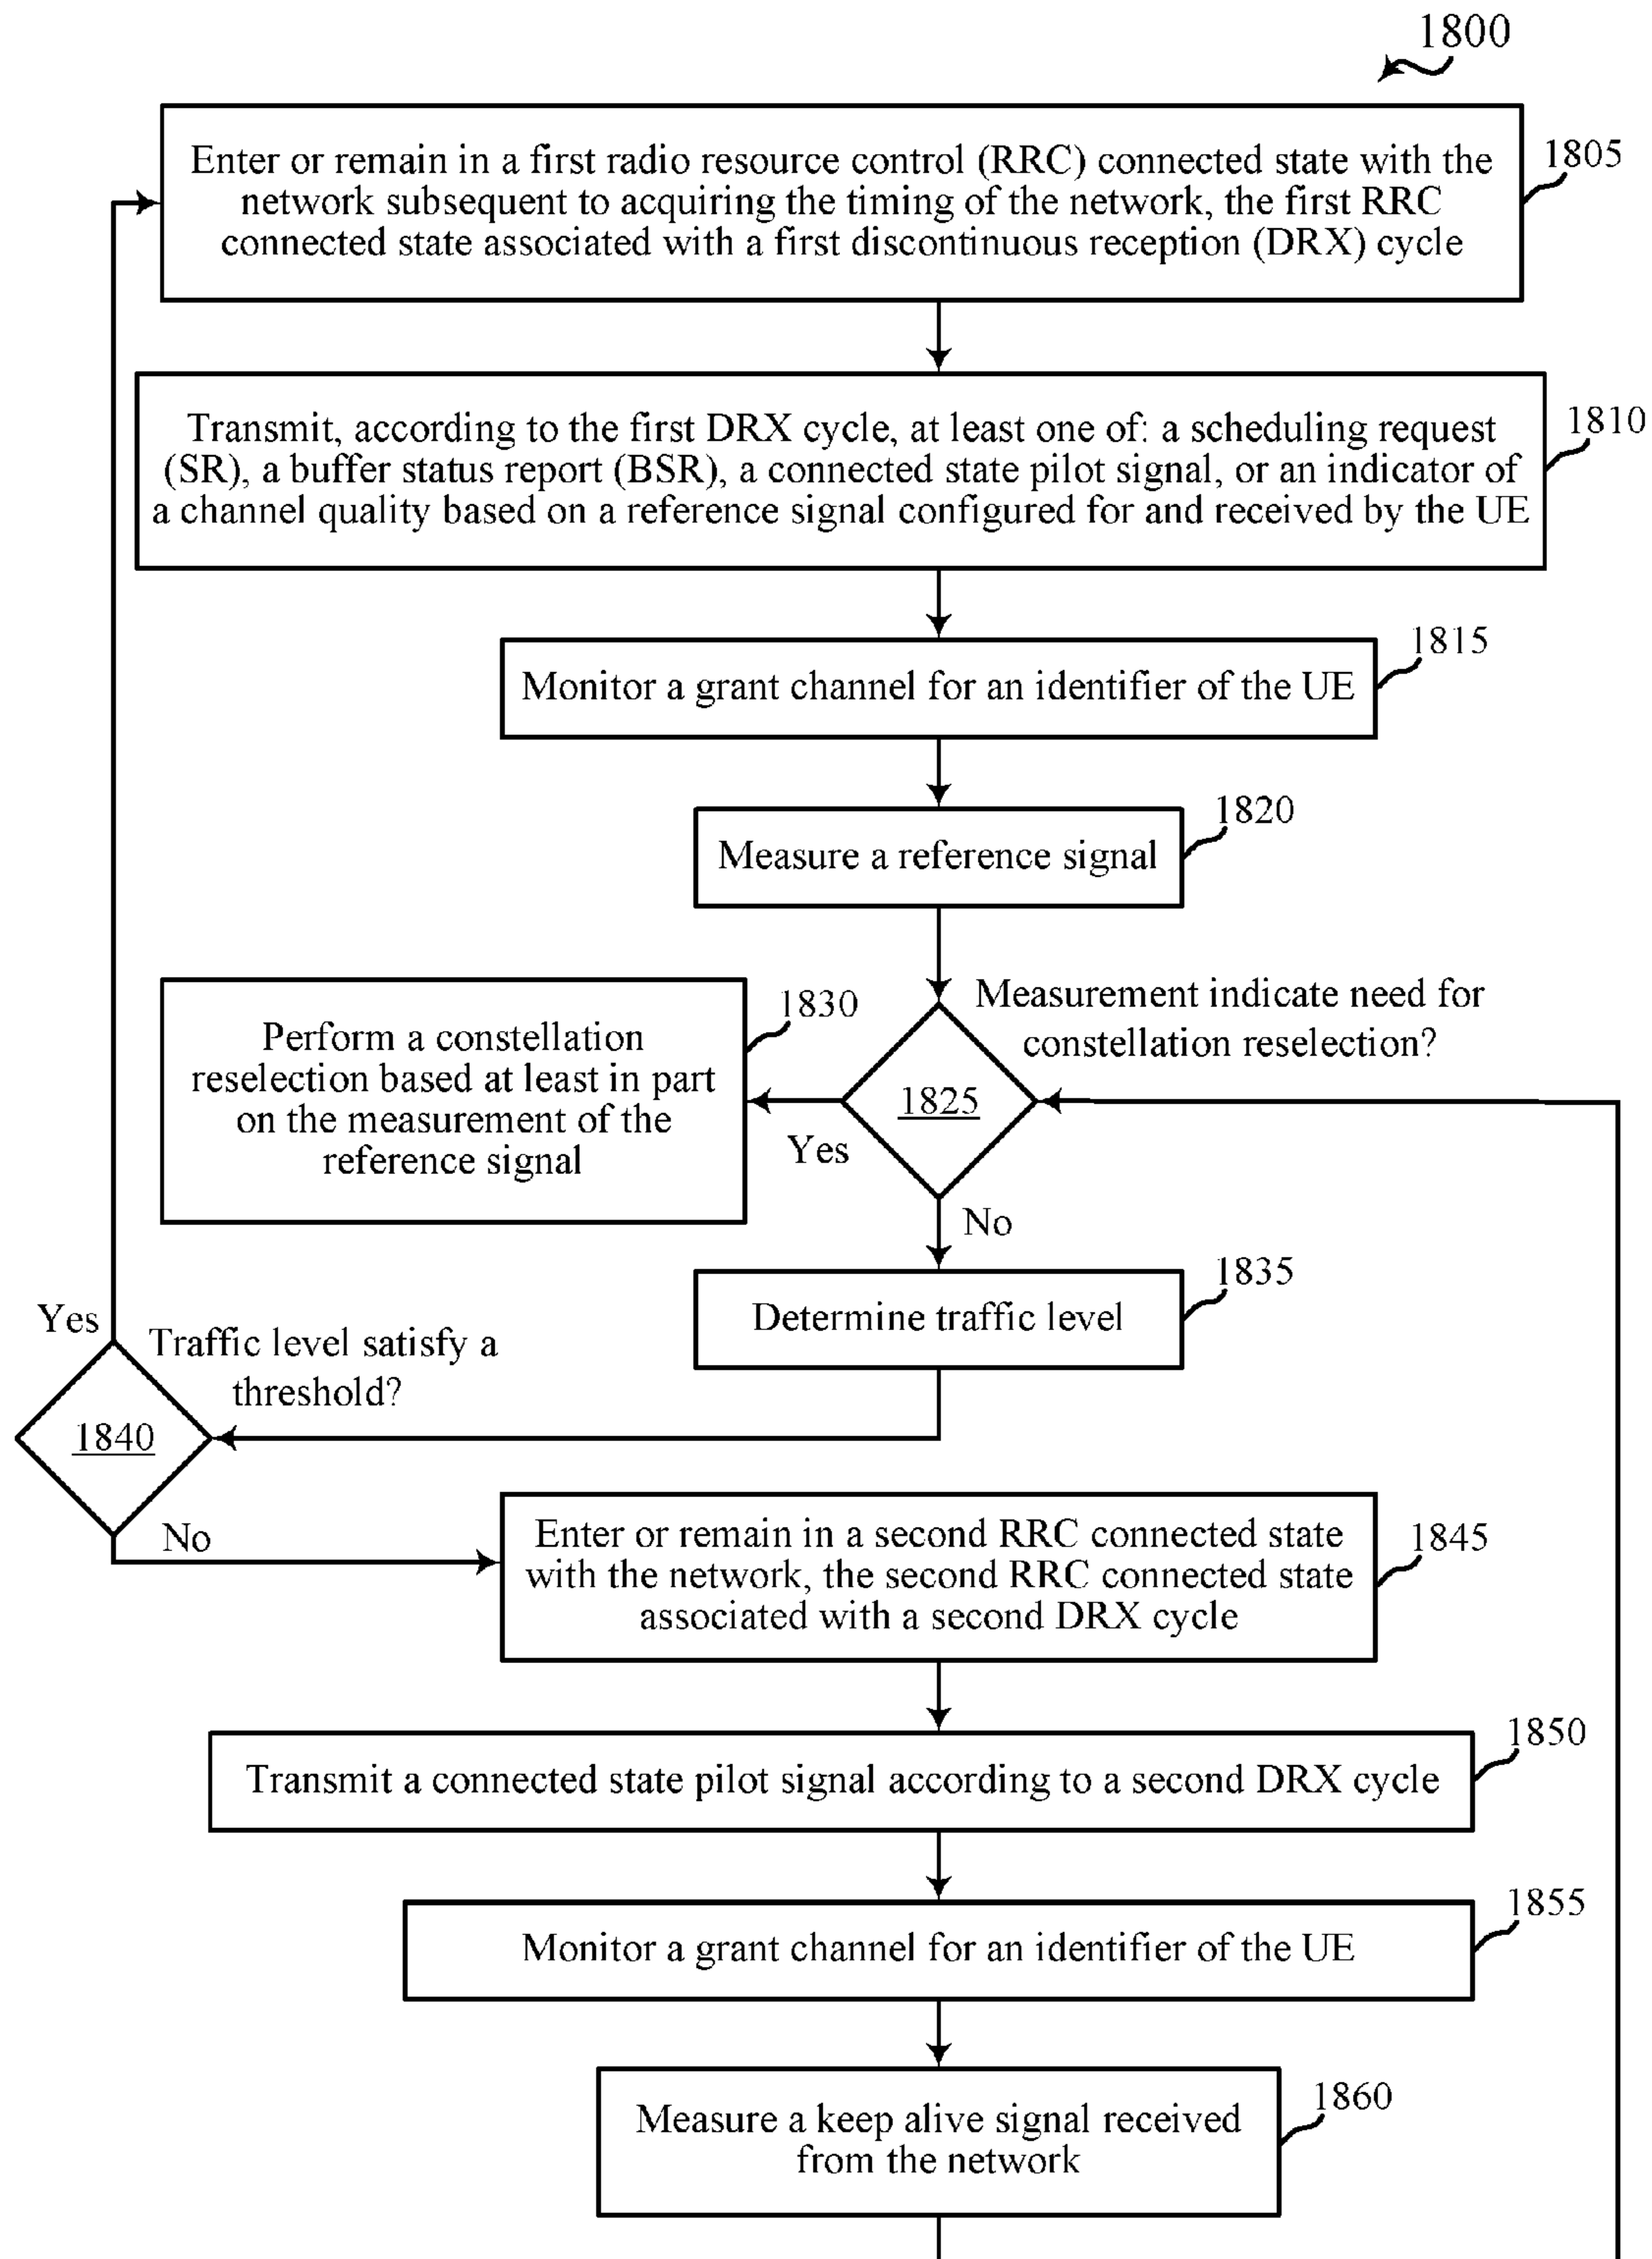 1800
Enter or remain in a first radio resource control (RRC) connected state with the
network subsequent to acquiring the timing of the network, the first RRC
connected state associated with a first discontinuous reception (DRX) cycle
1805
Transmit, according to the first DRX cycle, at least one of: a scheduling request
(SR), a buffer status report (BSR), a connected state pilot signal, or an indicator of
a channel quality based on a reference signal configured for and received by the UE
1810
Monitor a grant channel for an identifier of the UE
1815
Measure a reference signal
1820
Measurement indicate need for
constellation reselection?
1825
Yes
No
Perform a constellation
reselection based at least in part
on the measurement of the
reference signal
1830
Determine traffic level
1835
Traffic level satisfy a
threshold?
1840
Yes
No
Enter or remain in a second RRC connected state
with the network, the second RRC connected state
associated with a second DRX cycle
1845
Transmit a connected state pilot signal according to a second DRX cycle
1850
Monitor a grant channel for an identifier of the UE
1855
Measure a keep alive signal received
from the network
1860